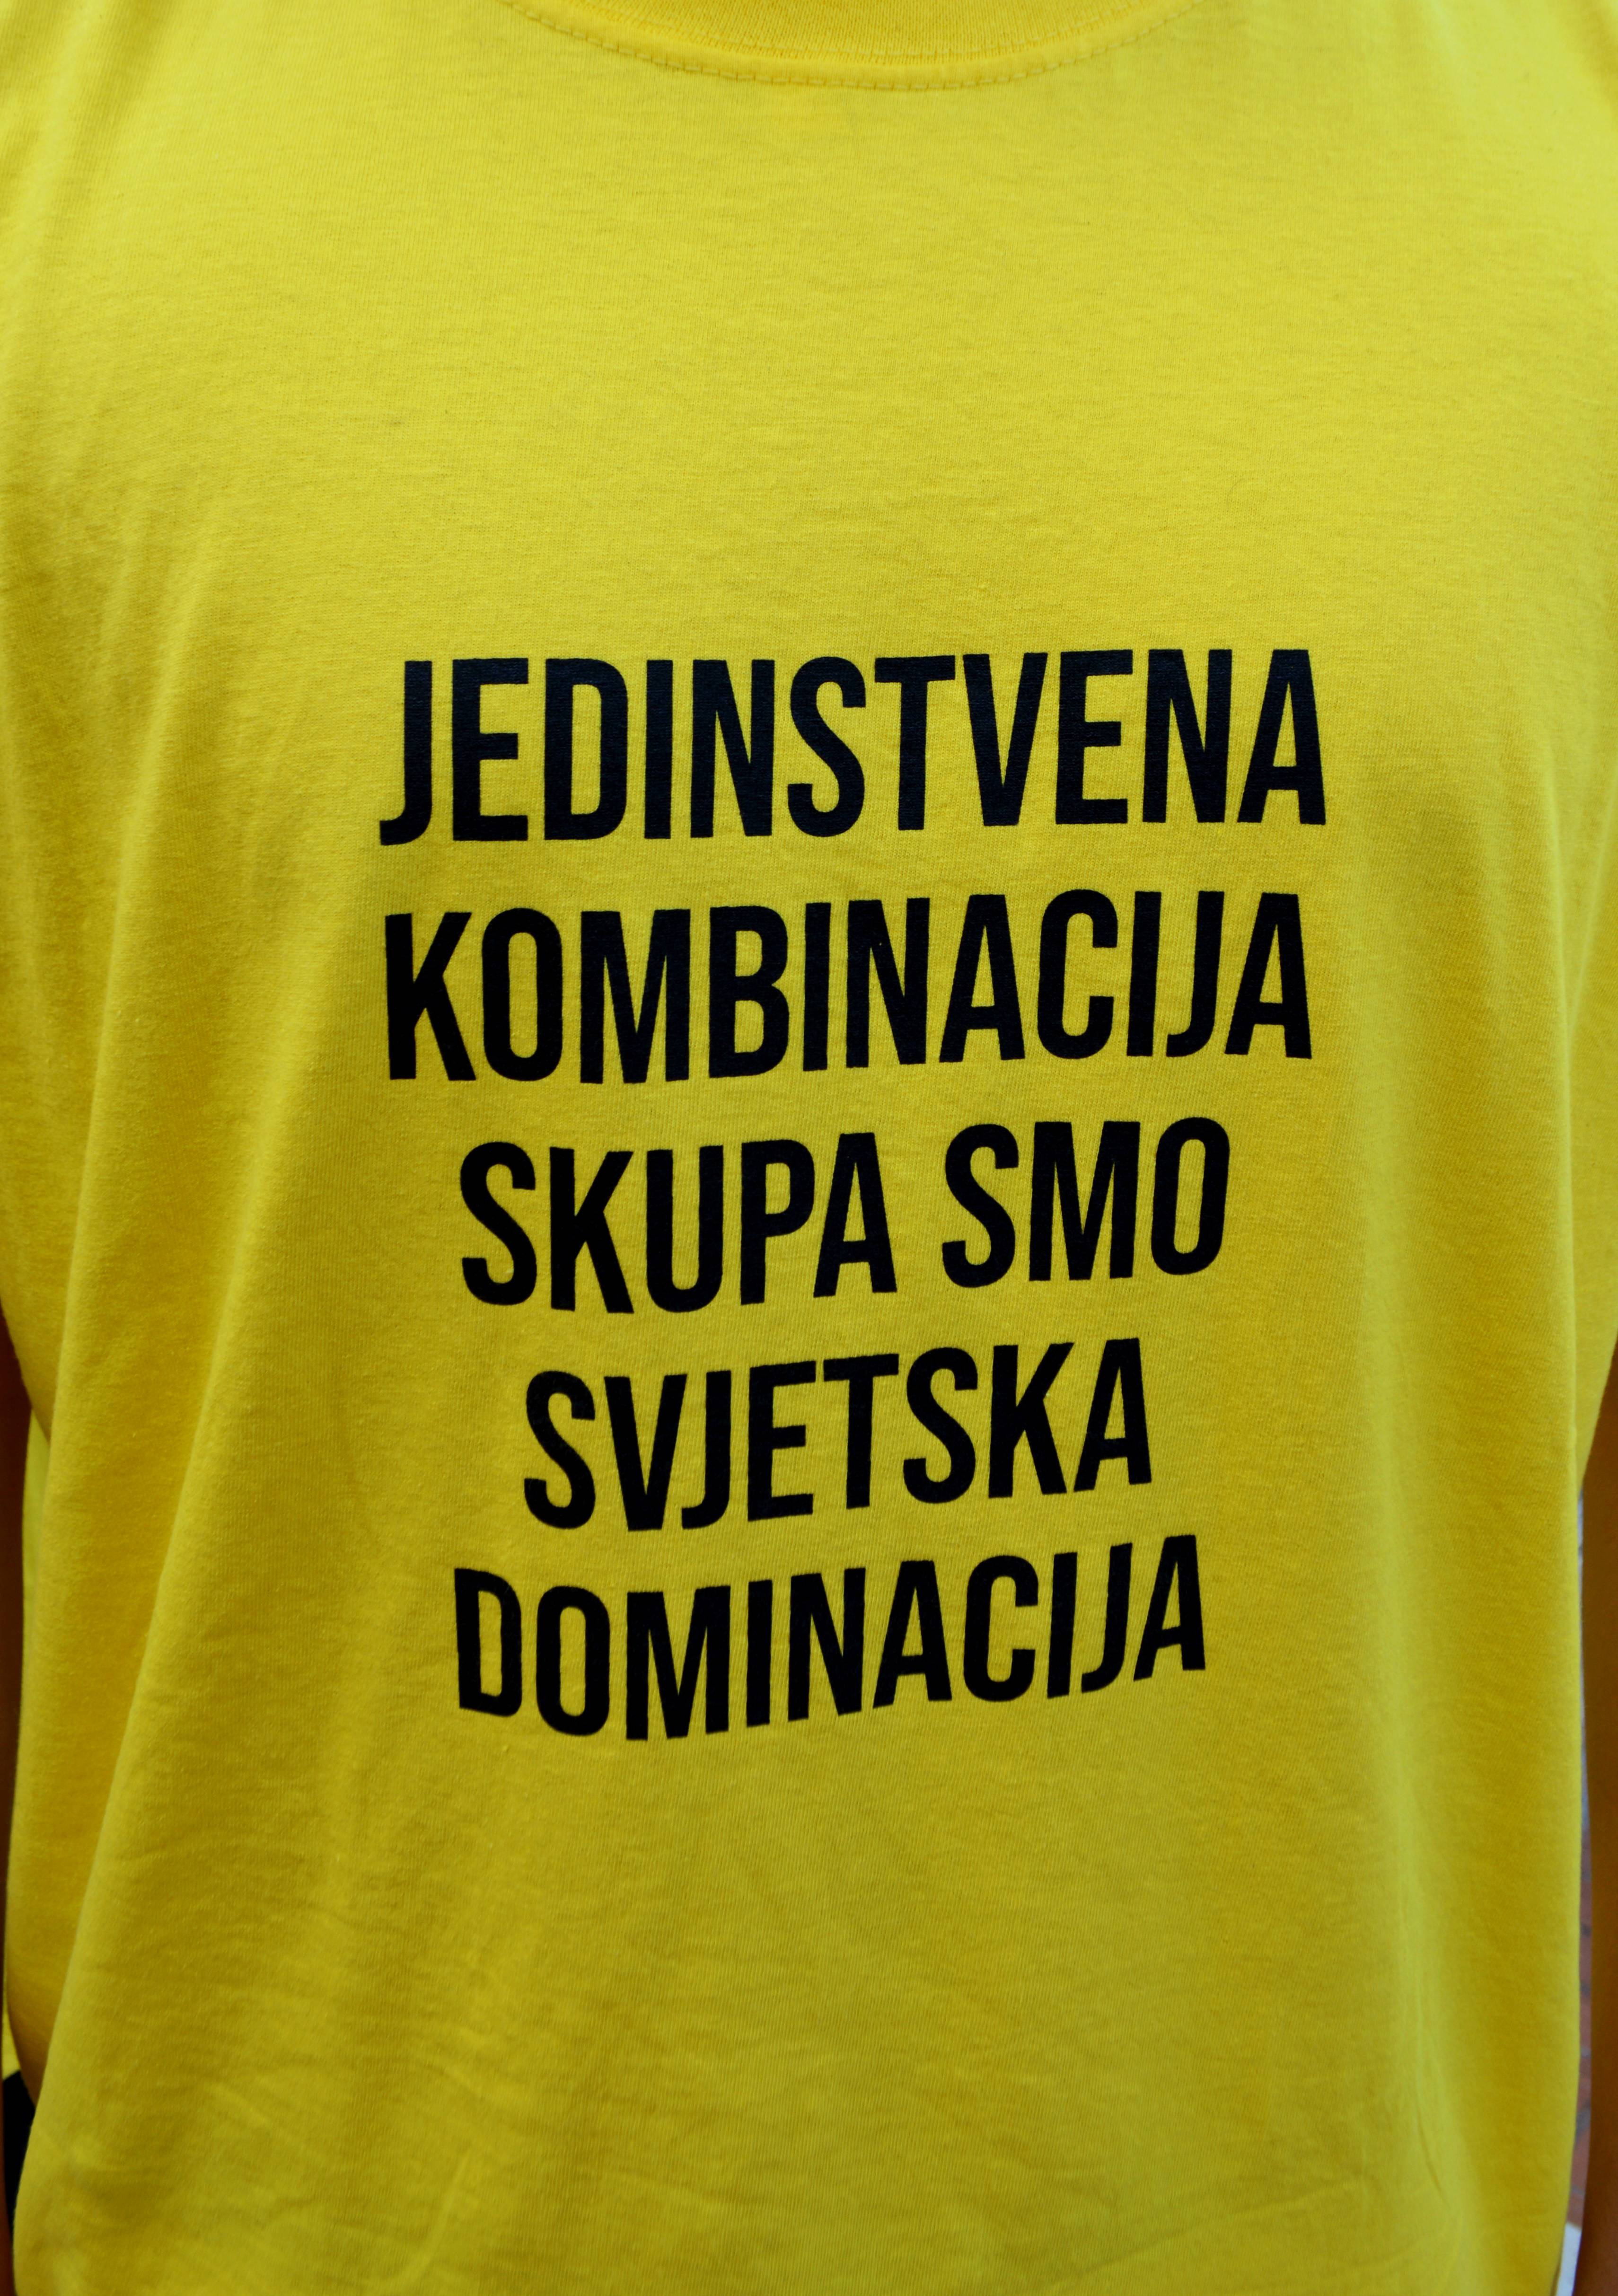 JEDINSTVENA
KOMBINACIJA
SKUPA SMO
SVJETSKA
DOMINACIJA